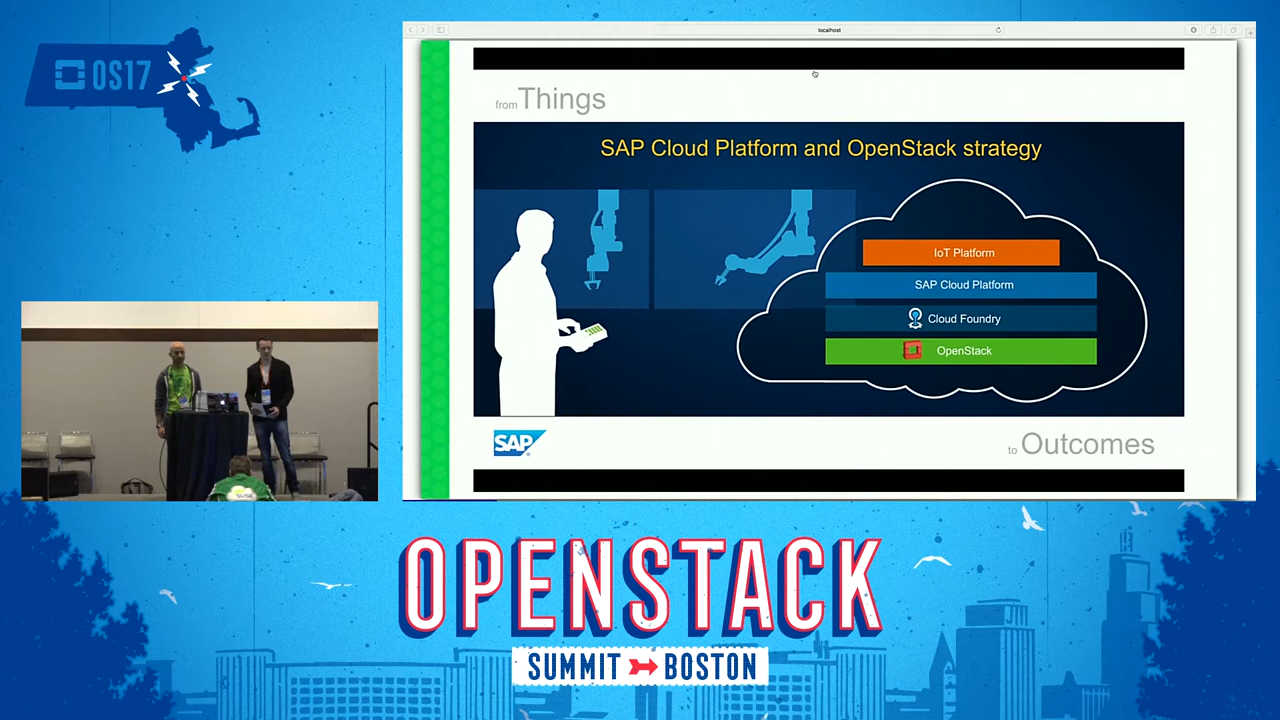 OS17
localhost
from Things
SAP Cloud Platform and OpenStack strategy
IoT Platform
SAP Cloud Platform
Cloud Foundry
OpenStack
SAP
to Outcomes
SUSE
OPENSTACK
SUMMIT BOSTON